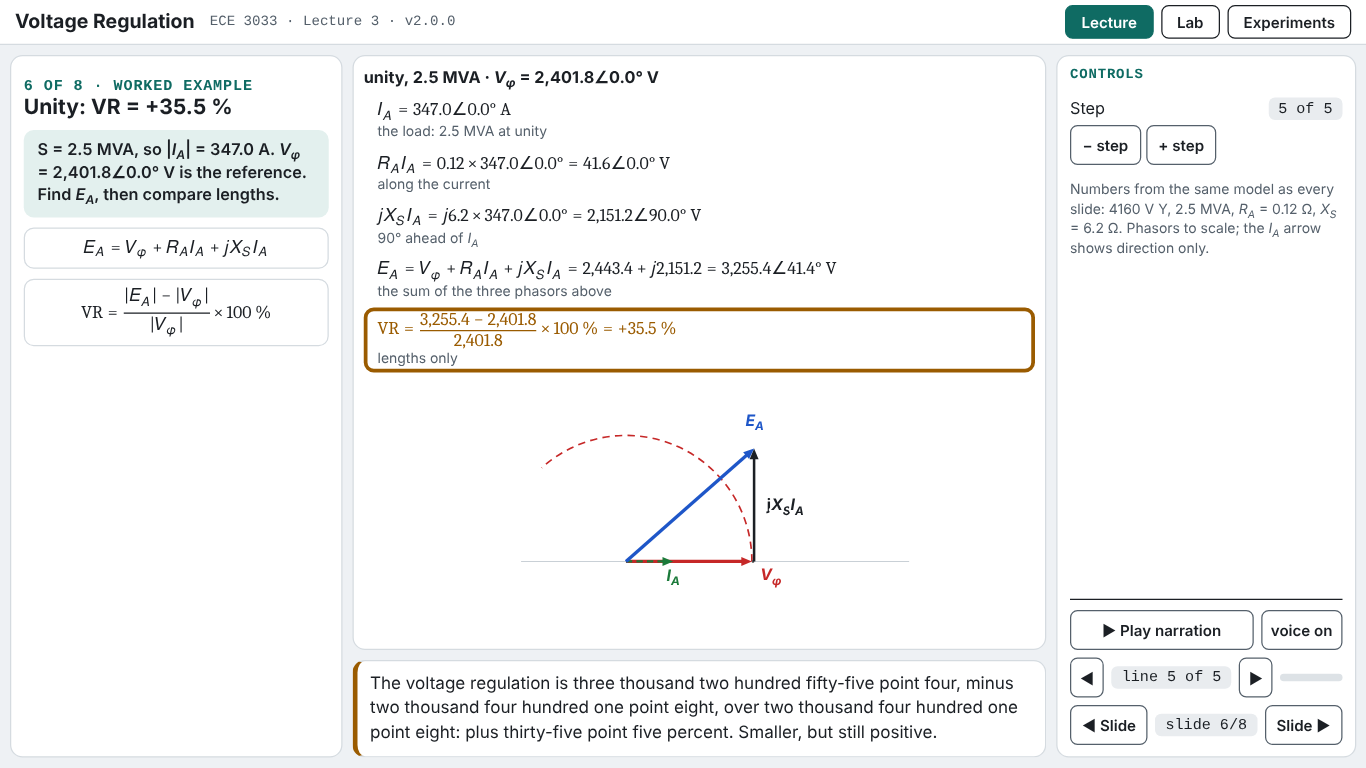 Voltage Regulation ECE 3033 · Lecture 3 · v2.0.0
Lecture Lab Experiments
6 OF 8 · WORKED EXAMPLE
Unity: VR = +35.5 %
S = 2.5 MVA, so |I_A| = 347.0 A. V_φ
= 2,401.8∠0.0° V is the reference.
Find E_A, then compare lengths.
E_A = V_φ + R_A I_A + jX_S I_A
VR = (|E_A| − |V_φ|) / |V_φ| × 100 %
unity, 2.5 MVA · V_φ = 2,401.8∠0.0° V
I_A = 347.0∠0.0° A
the load: 2.5 MVA at unity
R_A I_A = 0.12 × 347.0∠0.0° = 41.6∠0.0° V
along the current
jX_S I_A = j6.2 × 347.0∠0.0° = 2,151.2∠90.0° V
90° ahead of I_A
E_A = V_φ + R_A I_A + jX_S I_A = 2,443.4 + j2,151.2 = 3,255.4∠41.4° V
the sum of the three phasors above
VR = (3,255.4 − 2,401.8) / 2,401.8 × 100 % = +35.5 %
lengths only
E_A
jX_S I_A
I_A
V_φ
The voltage regulation is three thousand two hundred fifty-five point four, minus
two thousand four hundred one point eight, over two thousand four hundred one
point eight: plus thirty-five point five percent. Smaller, but still positive.
CONTROLS
Step 5 of 5
− step + step
Numbers from the same model as every
slide: 4160 V Y, 2.5 MVA, R_A = 0.12 Ω, X_S
= 6.2 Ω. Phasors to scale; the I_A arrow
shows direction only.
▶ Play narration voice on
◀ line 5 of 5 ▶
◀ Slide slide 6/8 Slide ▶